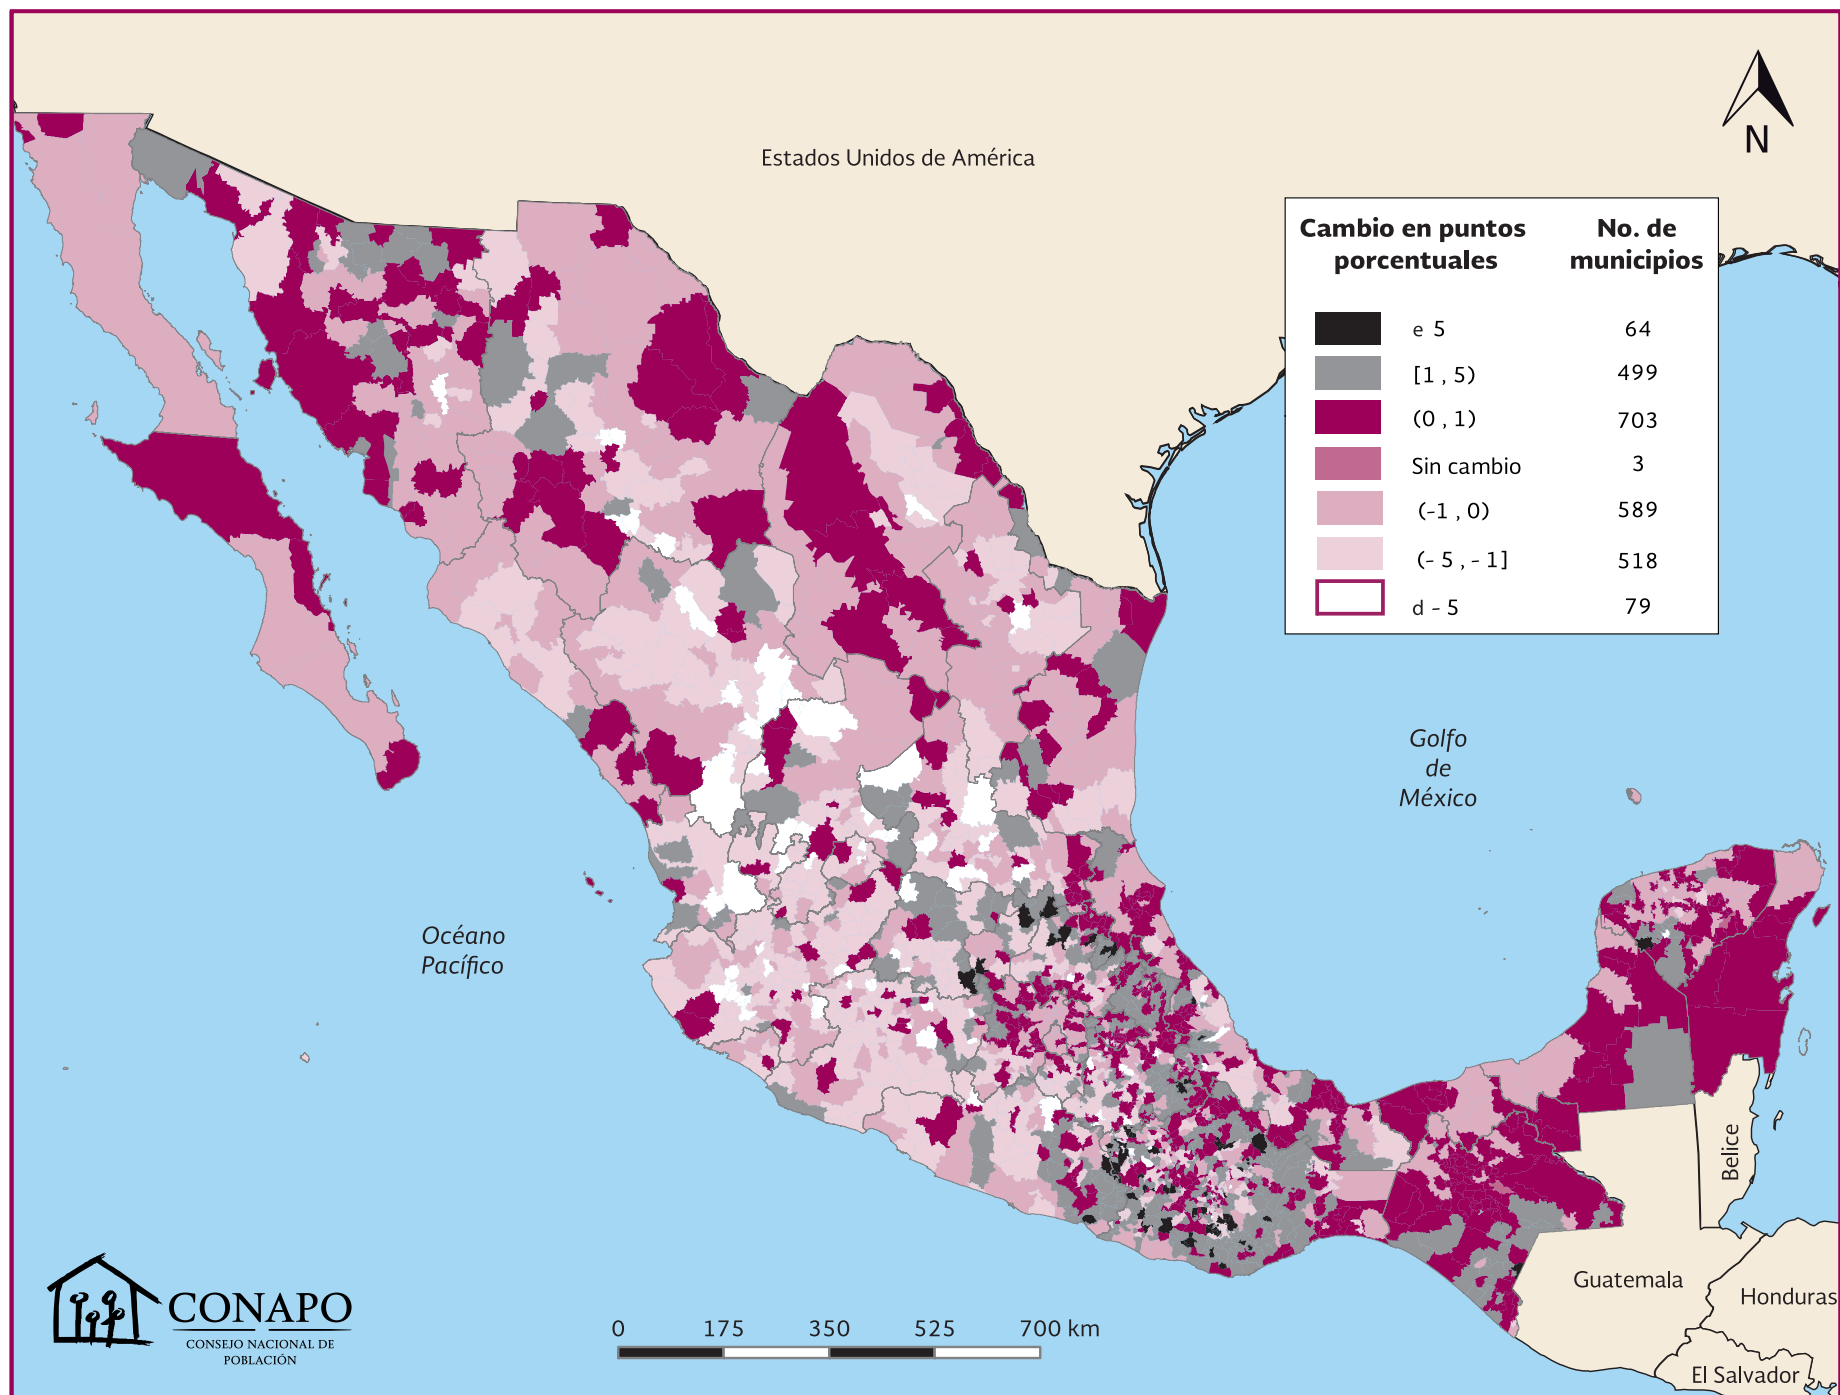 N
Estados Unidos de América
Cambio en puntos
porcentuales
No. de
municipios
e 5 64
[1 , 5) 499
(0 , 1) 703
Sin cambio 3
(-1 , 0) 589
(- 5 , - 1] 518
d - 5 79
Golfo
de
México
Océano
Pacífico
Belice
Guatemala
Honduras
El Salvador
CONAPO
CONSEJO NACIONAL DE
POBLACIÓN
0 175 350 525 700 km